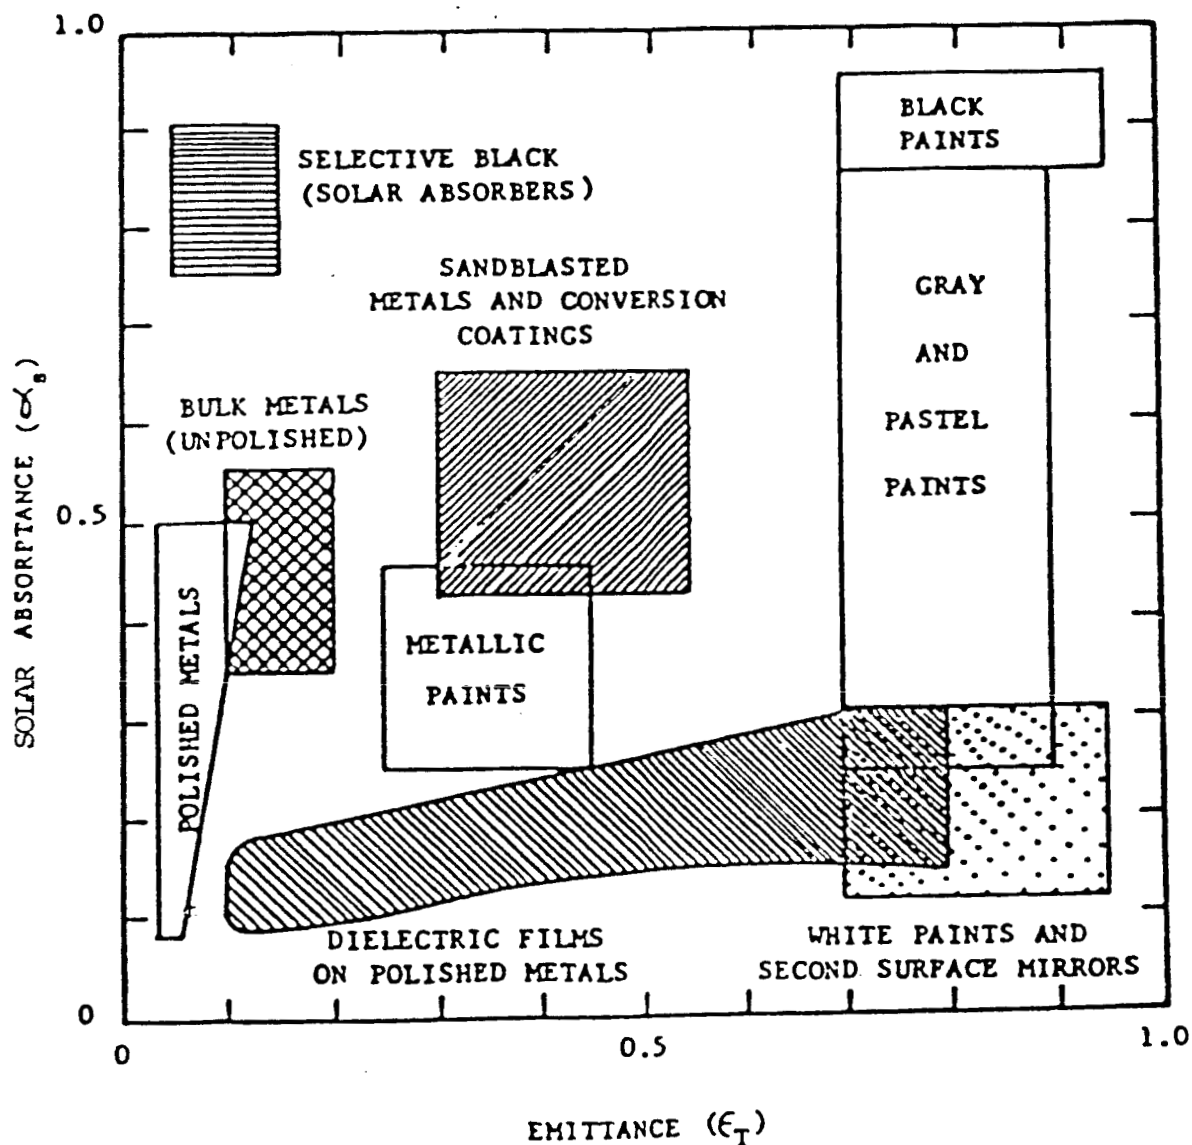 1.0
BLACK
PAINTS
SELECTIVE BLACK
(SOLAR ABSORBERS)
SANDBLASTED
METALS AND CONVERSION
COATINGS
GRAY
AND
PASTEL
PAINTS
BULK METALS
(UNPOLISHED)
0.5
SOLAR ABSORPTANCE (αs)
POLISHED METALS
METALLIC
PAINTS
DIELECTRIC FILMS
ON POLISHED METALS
WHITE PAINTS AND
SECOND SURFACE MIRRORS
0
0
0.5
1.0
EMITTANCE (ϵT)